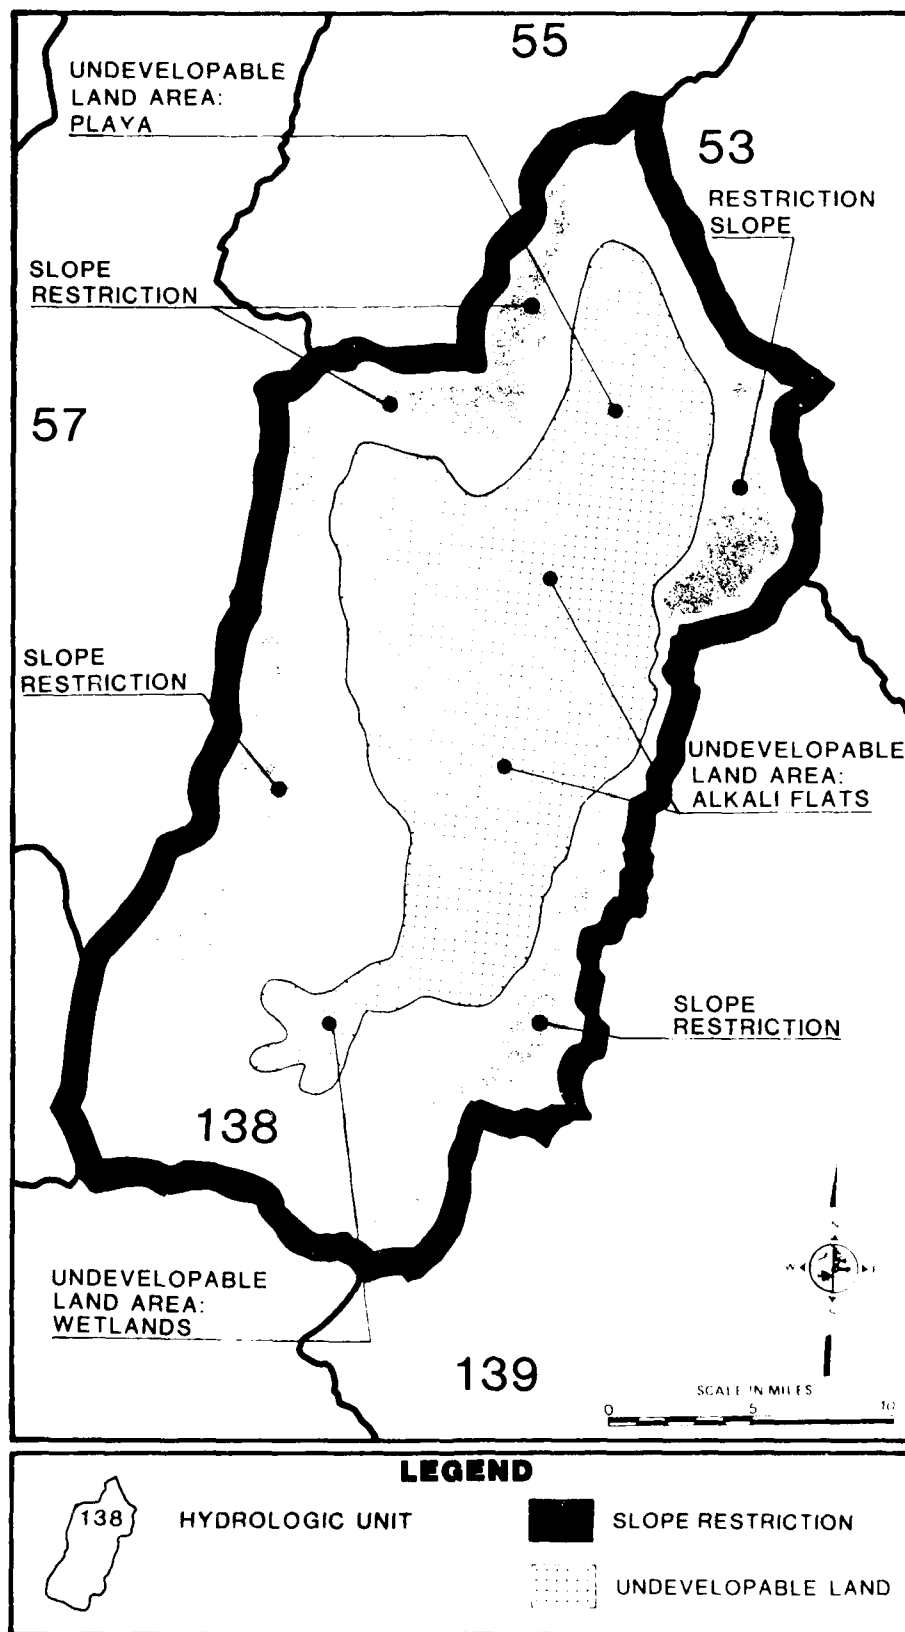 55
UNDEVELOPABLE
LAND AREA:
PLAYA
53
RESTRICTION
SLOPE
SLOPE
RESTRICTION
57
SLOPE
RESTRICTION
UNDEVELOPABLE
LAND AREA:
ALKALI FLATS
SLOPE
RESTRICTION
138
N
W E
UNDEVELOPABLE
LAND AREA:
WETLANDS
139
SCALE IN MILES
0 5 10
LEGEND
138 HYDROLOGIC UNIT
SLOPE RESTRICTION
UNDEVELOPABLE LAND